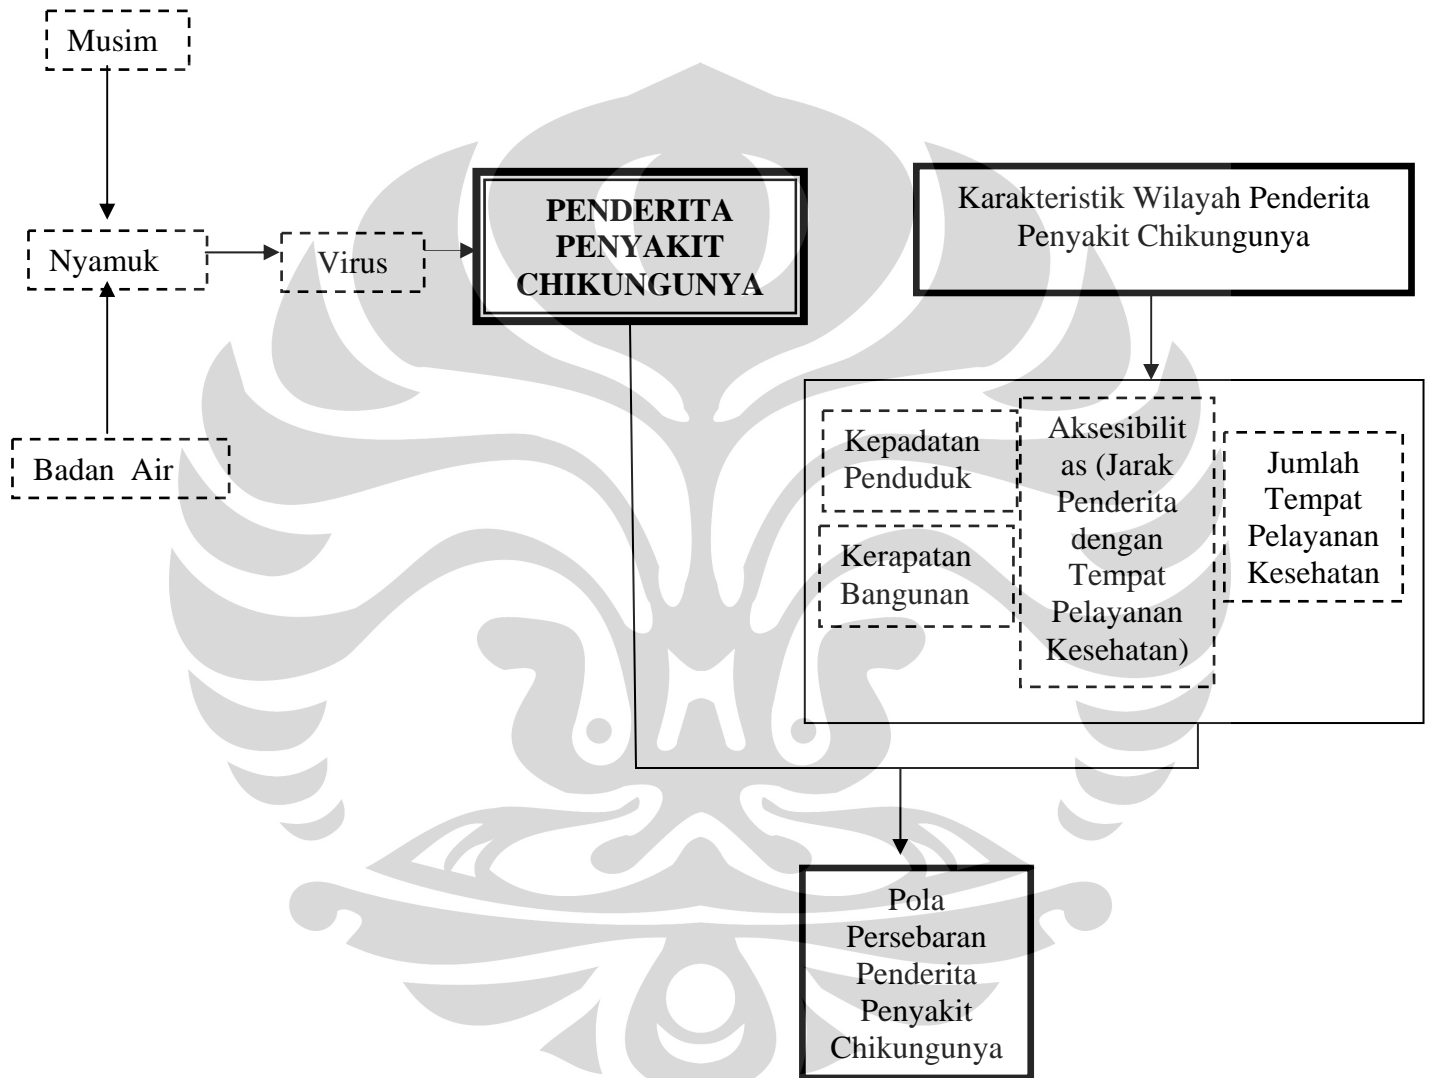 Musim
Nyamuk
Virus
Badan Air
PENDERITA
PENYAKIT
CHIKUNGUNYA
Karakteristik Wilayah Penderita
Penyakit Chikungunya
Kepadatan
Penduduk
Kerapatan
Bangunan
Aksesibilit
as (Jarak
Penderita
dengan
Tempat
Pelayanan
Kesehatan)
Jumlah
Tempat
Pelayanan
Kesehatan
Pola
Persebaran
Penderita
Penyakit
Chikungunya